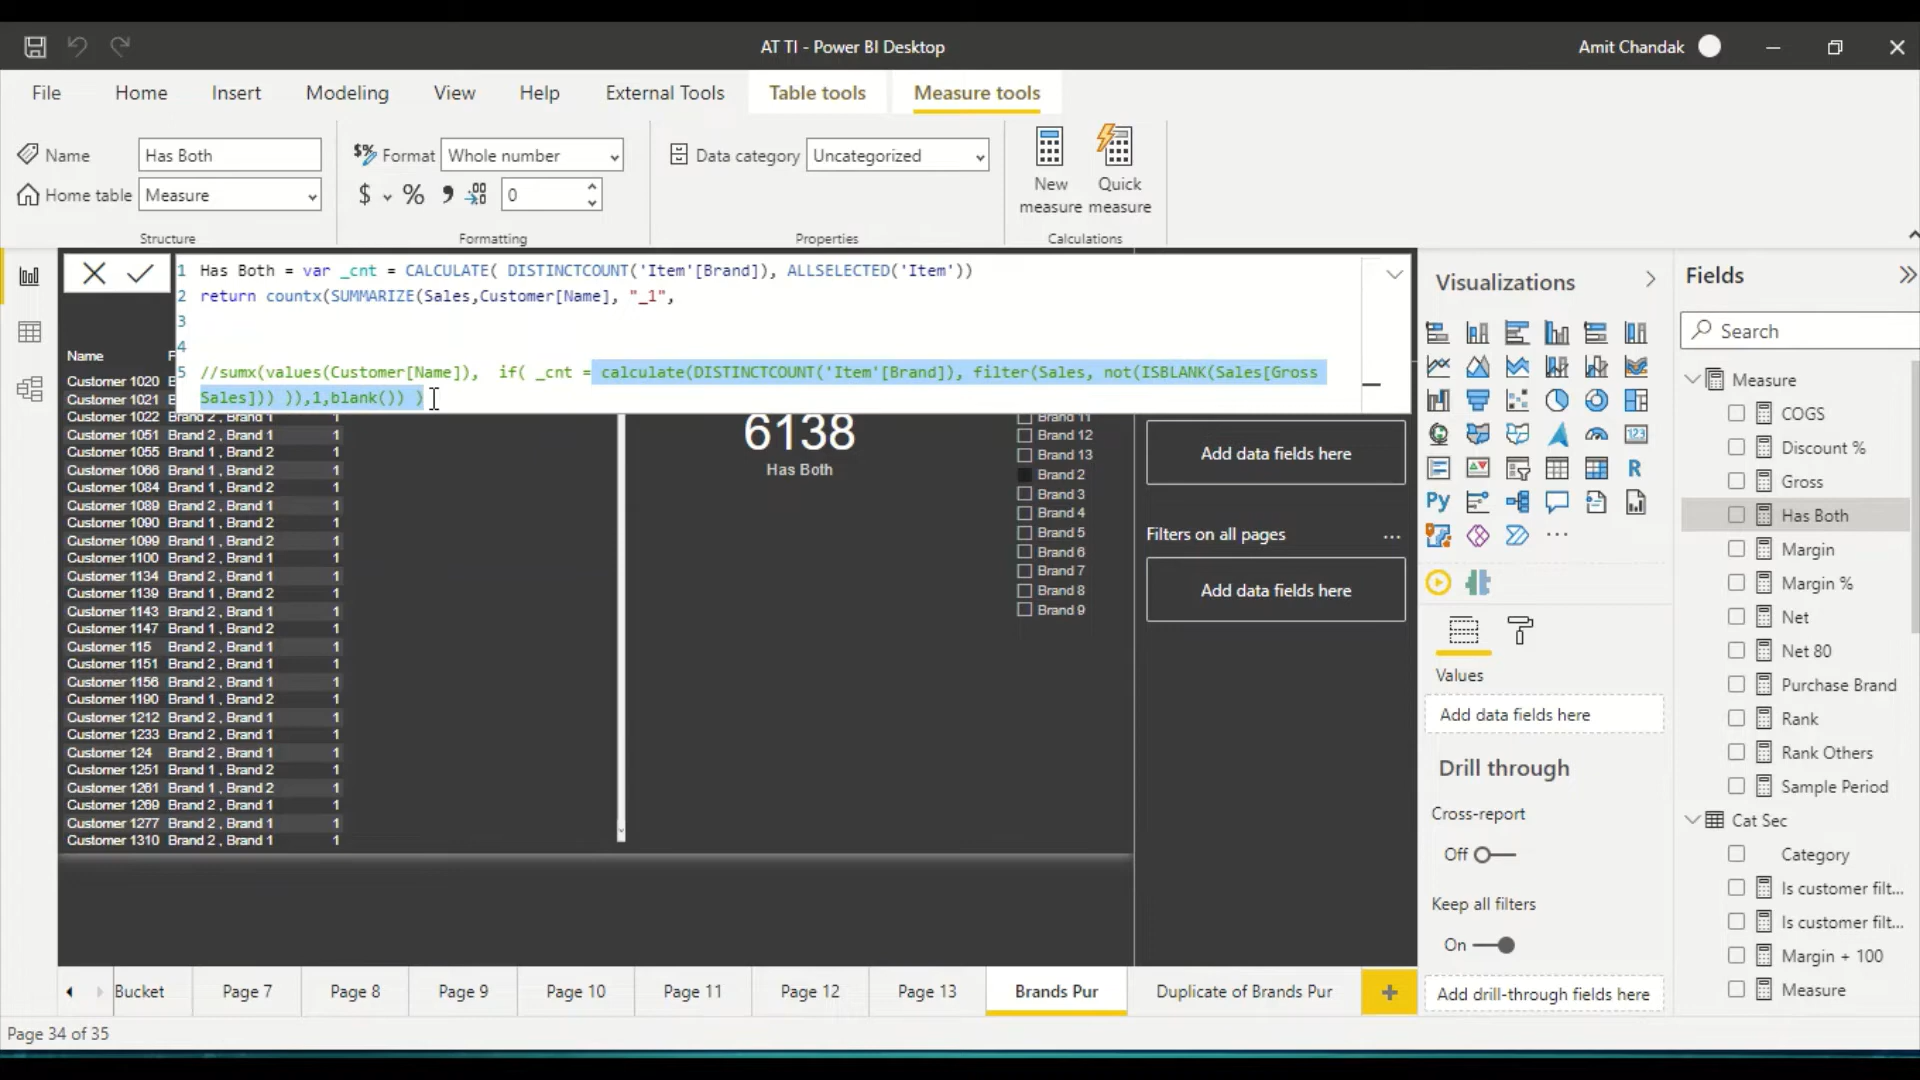 AT TI - Power BI Desktop
Amit Chandak
File Home Insert Modeling View Help External Tools Table tools Measure tools
Name Has Both
Home table Measure
Structure
$% Format Whole number
$ % 0
Formatting
Data category Uncategorized
Properties
New measure
Quick measure
Calculations
1 Has Both = var _cnt = CALCULATE( DISTINCTCOUNT('Item'[Brand]), ALLSELECTED('Item'))
2 return countx(SUMMARIZE(Sales,Customer[Name], "_1",
3
4
5 //sumx(values(Customer[Name]), if( _cnt = calculate(DISTINCTCOUNT('Item'[Brand]), filter(Sales, not(ISBLANK(Sales[Gross
Sales])) )),1,blank()) )
Name
Customer 1020
Customer 1021
Customer 1022 Brand 2 , Brand 1 1
Customer 1051 Brand 2 , Brand 1 1
Customer 1055 Brand 1 , Brand 2 1
Customer 1066 Brand 1 , Brand 2 1
Customer 1084 Brand 1 , Brand 2 1
Customer 1089 Brand 2 , Brand 1 1
Customer 1090 Brand 1 , Brand 2 1
Customer 1099 Brand 1 , Brand 2 1
Customer 1100 Brand 2 , Brand 1 1
Customer 1134 Brand 2 , Brand 1 1
Customer 1139 Brand 1 , Brand 2 1
Customer 1143 Brand 2 , Brand 1 1
Customer 1147 Brand 1 , Brand 2 1
Customer 115 Brand 2 , Brand 1 1
Customer 1151 Brand 2 , Brand 1 1
Customer 1156 Brand 2 , Brand 1 1
Customer 1190 Brand 1 , Brand 2 1
Customer 1212 Brand 2 , Brand 1 1
Customer 1233 Brand 2 , Brand 1 1
Customer 124 Brand 2 , Brand 1 1
Customer 1251 Brand 1 , Brand 2 1
Customer 1261 Brand 1 , Brand 2 1
Customer 1269 Brand 2 , Brand 1 1
Customer 1277 Brand 2 , Brand 1 1
Customer 1310 Brand 2 , Brand 1 1
6138
Has Both
Brand 11
Brand 12
Brand 13
Brand 2
Brand 3
Brand 4
Brand 5
Brand 6
Brand 7
Brand 8
Brand 9
Add data fields here
Filters on all pages ...
Add data fields here
Visualizations
123
R
Py
...
Values
Add data fields here
Drill through
Cross-report
Off
Keep all filters
On
Add drill-through fields here
Fields
Search
Measure
COGS
Discount %
Gross
Has Both
Margin
Margin %
Net
Net 80
Purchase Brand
Rank
Rank Others
Sample Period
Cat Sec
Category
Is customer filt...
Is customer filt...
Margin + 100
Measure
Bucket Page 7 Page 8 Page 9 Page 10 Page 11 Page 12 Page 13 Brands Pur Duplicate of Brands Pur +
Page 34 of 35